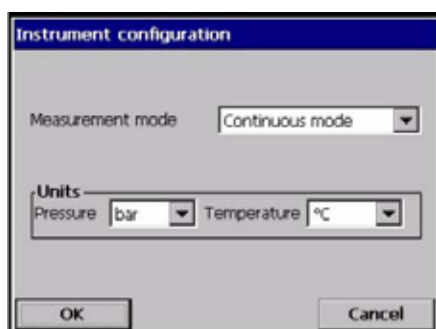 Instrument configuration
Measurement mode Continuous mode
Units
Pressure bar Temperature °C
OK Cancel